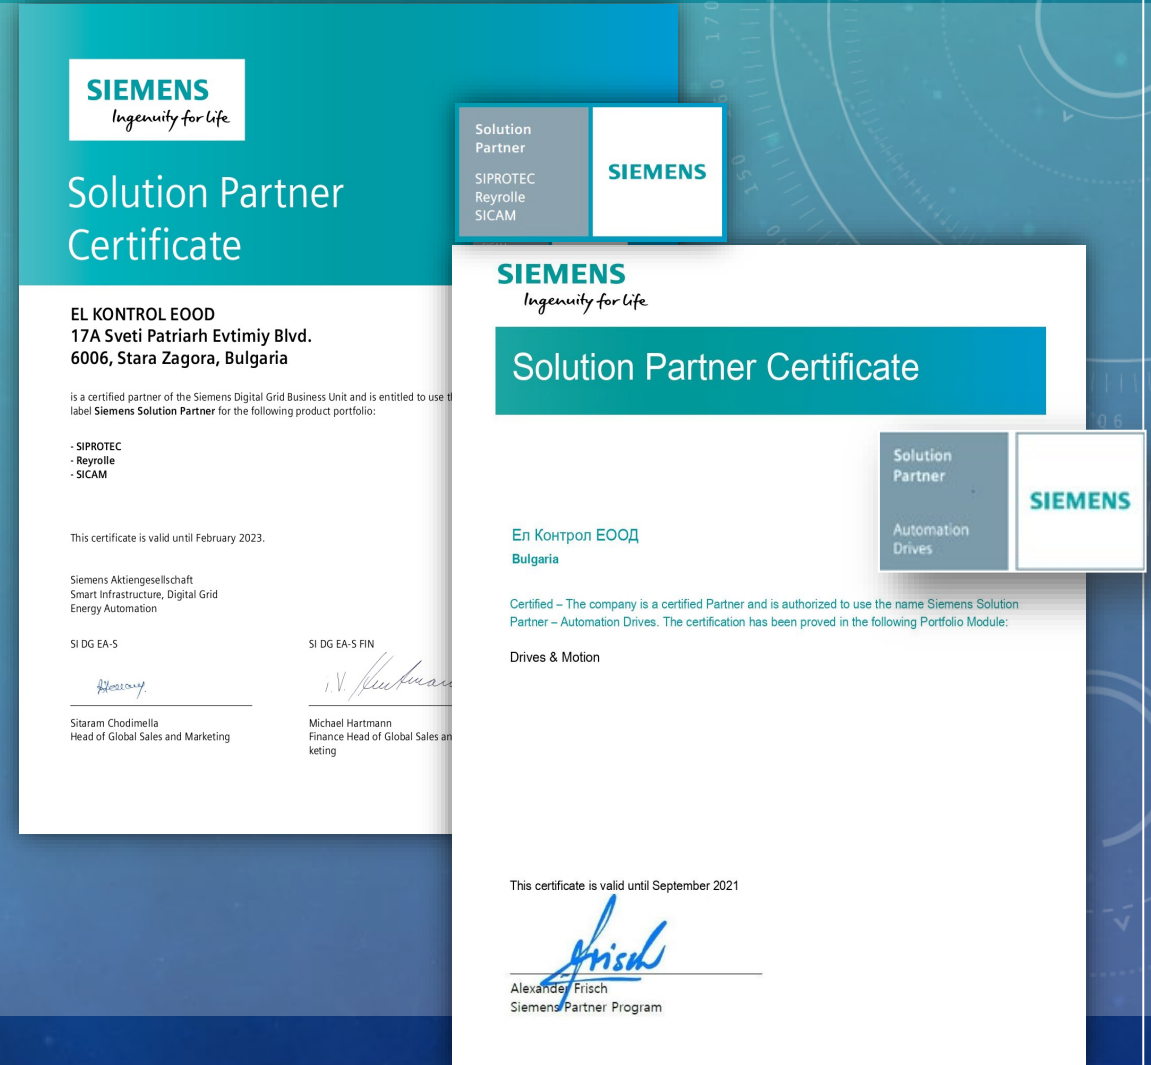 SIEMENS
Ingenuity for life
Solution Partner
Certificate
EL KONTROL EOOD
17A Sveti Patriarh Evtimiy Blvd.
6006, Stara Zagora, Bulgaria
is a certified partner of the Siemens Digital Grid Business Unit and is entitled to use
label Siemens Solution Partner for the following product portfolio:
- SIPROTEC
- Reyrolle
- SICAM
This certificate is valid until February 2023.
Siemens Aktiengesellschaft
Smart Infrastructure, Digital Grid
Energy Automation
SI DG EA-S
SI DG EA-S FIN
i.V. Hartmann
Sitaram Chodimella
Head of Global Sales and Marketing
Michael Hartmann
Finance Head of Global Sales an
keting
Solution
Partner
SIPROTEC
Reyrolle
SICAM
SIEMENS
SIEMENS
Ingenuity for life
Solution Partner Certificate
Solution
Partner
Automation
Drives
SIEMENS
Ел Контрол ЕООД
Bulgaria
Certified – The company is a certified Partner and is authorized to use the name Siemens Solution
Partner – Automation Drives. The certification has been proved in the following Portfolio Module:
Drives & Motion
This certificate is valid until September 2021
Frisch
Alexander Frisch
Siemens Partner Program
170
150